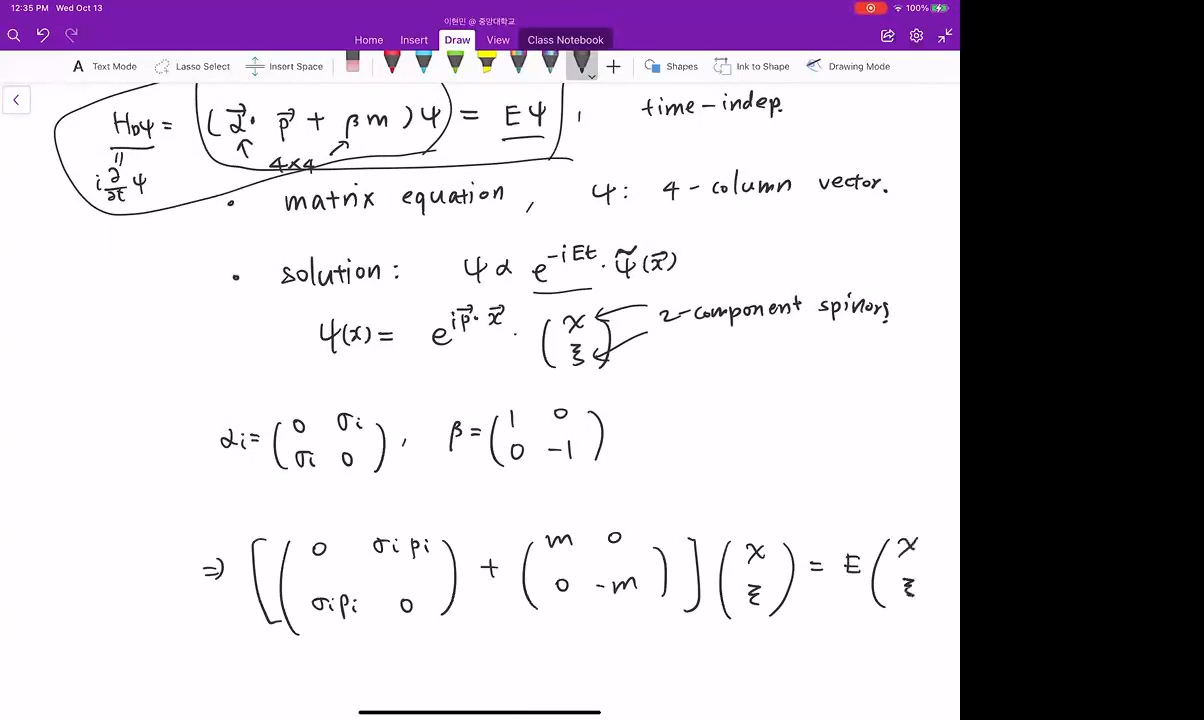 12:35 PM Wed Oct 13
100%
이현민 @ 중앙대학교
Home Insert Draw View Class Notebook
Text Mode Lasso Select Insert Space Shapes Ink to Shape Drawing Mode
H_Dψ = (α⃗· p⃗ + βm)ψ = Eψ, time-indep.
|| 4x4
i ∂/∂t ψ
• matrix equation, ψ: 4-column vector.
• solution: ψ ∝ e^{-iEt}· ψ̃(x⃗)
ψ(x) = e^{ip⃗·x⃗} · (χ ξ) 2-component spinors
αi = (0 σi σi 0), β = (1 0 0 -1)
⇒ [(0 σipi σipi 0) + (m 0 0 -m)] (χ ξ) = E (χ ξ